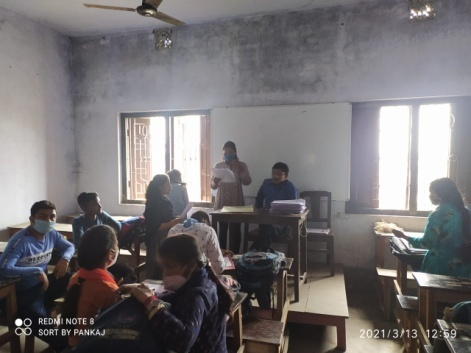 REDMI NOTE 8
SORT BY PANKAJ
2021/3/13 12:59